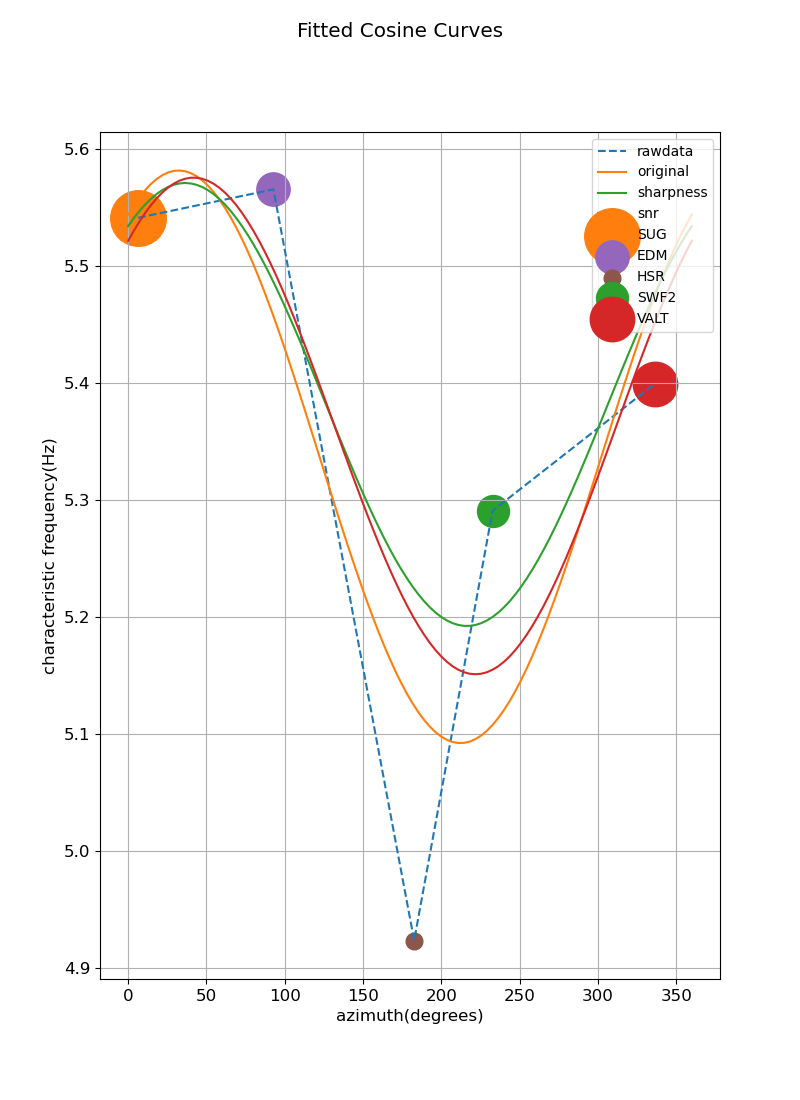 Fitted Cosine Curves
5.6
5.5
5.4
5.3
5.2
5.1
5.0
4.9
characteristic frequency(Hz)
0 50 100 150 200 250 300 350
azimuth(degrees)
rawdata
original
sharpness
snr
SUG
EDM
HSR
SWF2
VALT